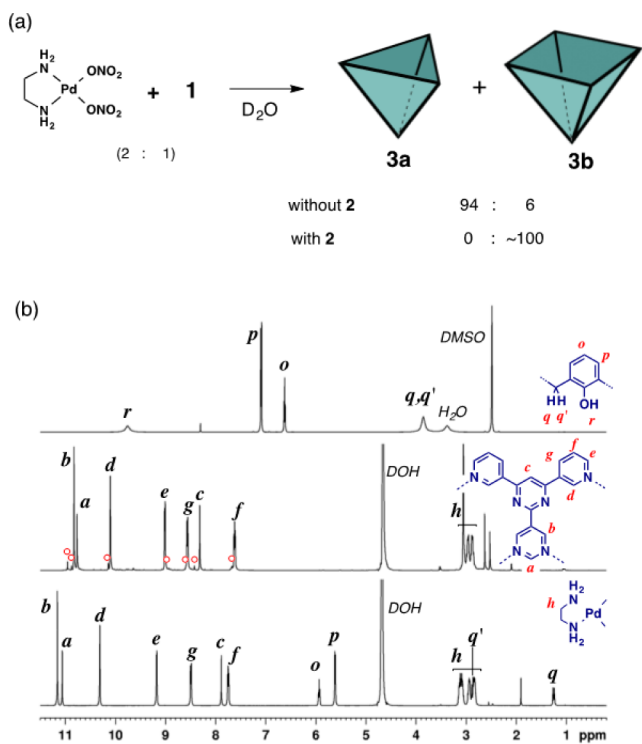 (a)
H₂
N
ONO₂
Pd
ONO₂
N
H₂
+ 1
D₂O
(2 : 1)
3a
+
3b
without 2 94 : 6
with 2 0 : ~100
(b)
p
o
r
q,q'
H₂O
DMSO
o
p
H H
OH
q q'
r
b
a
d
e
g
c
f
DOH
h
f
g
e
c
N
N
d
N
N
b
N
N
a
b
a
d
e
g
c
f
o
p
DOH
h
q'
q
h
H₂
N
Pd
N
H₂
11 10 9 8 7 6 5 4 3 2 1 ppm